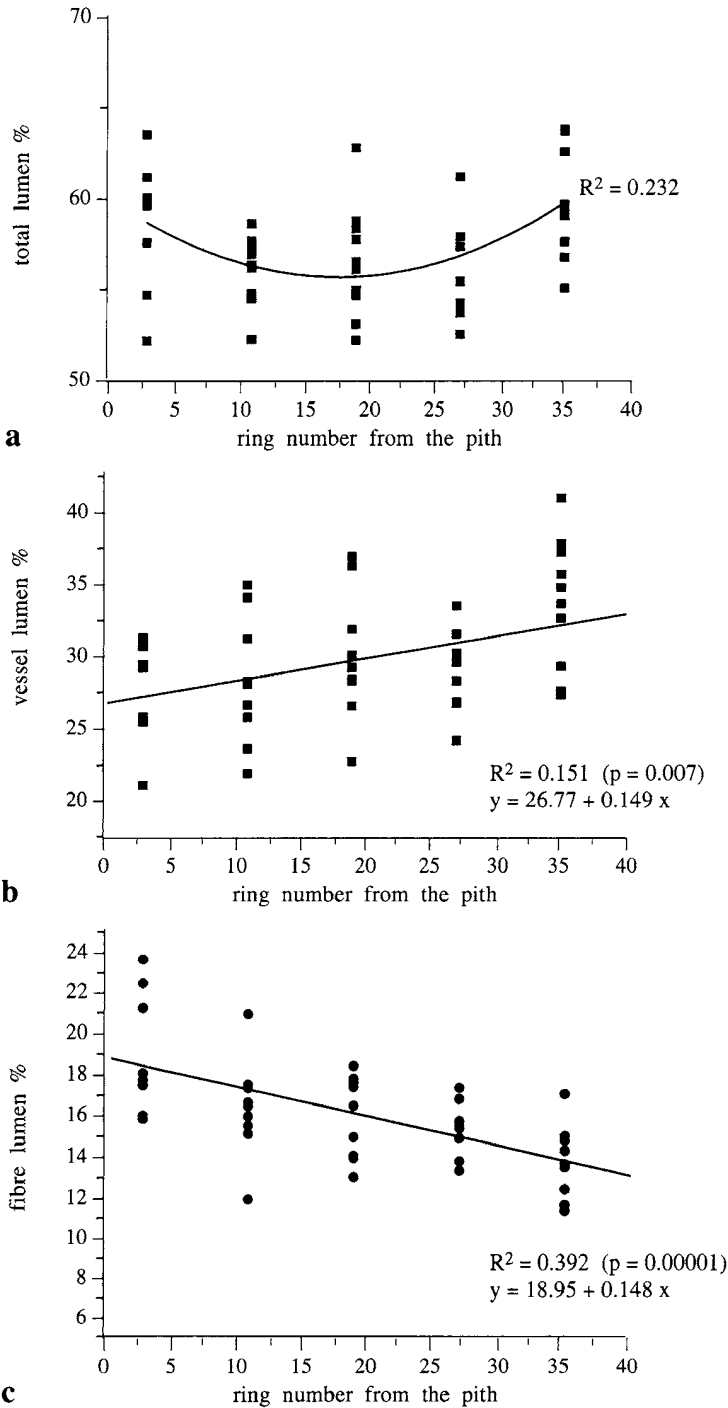 70
60
50
total lumen %
R² = 0.232
0 5 10 15 20 25 30 35 40
ring number from the pith
a
40
35
30
25
20
vessel lumen %
R² = 0.151 (p = 0.007)
y = 26.77 + 0.149 x
0 5 10 15 20 25 30 35 40
ring number from the pith
b
24
22
20
18
16
14
12
10
8
6
fibre lumen %
R² = 0.392 (p = 0.00001)
y = 18.95 + 0.148 x
0 5 10 15 20 25 30 35 40
ring number from the pith
c